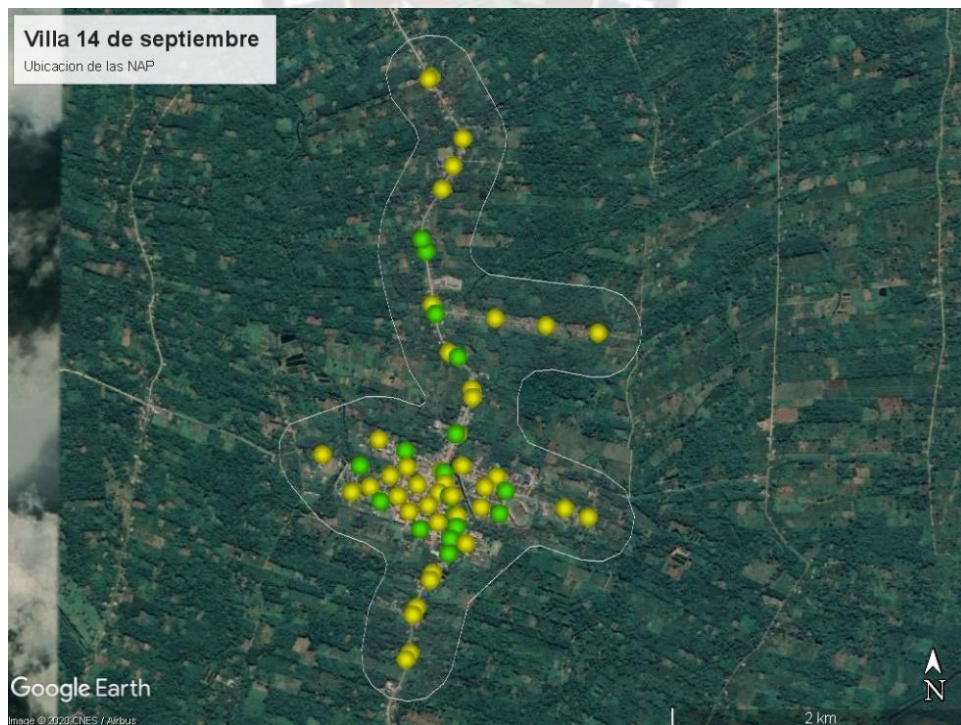 Villa 14 de septiembre
Ubicacion de las NAP
Google Earth
Image © 2020 CNES / Airbus
2 km
N